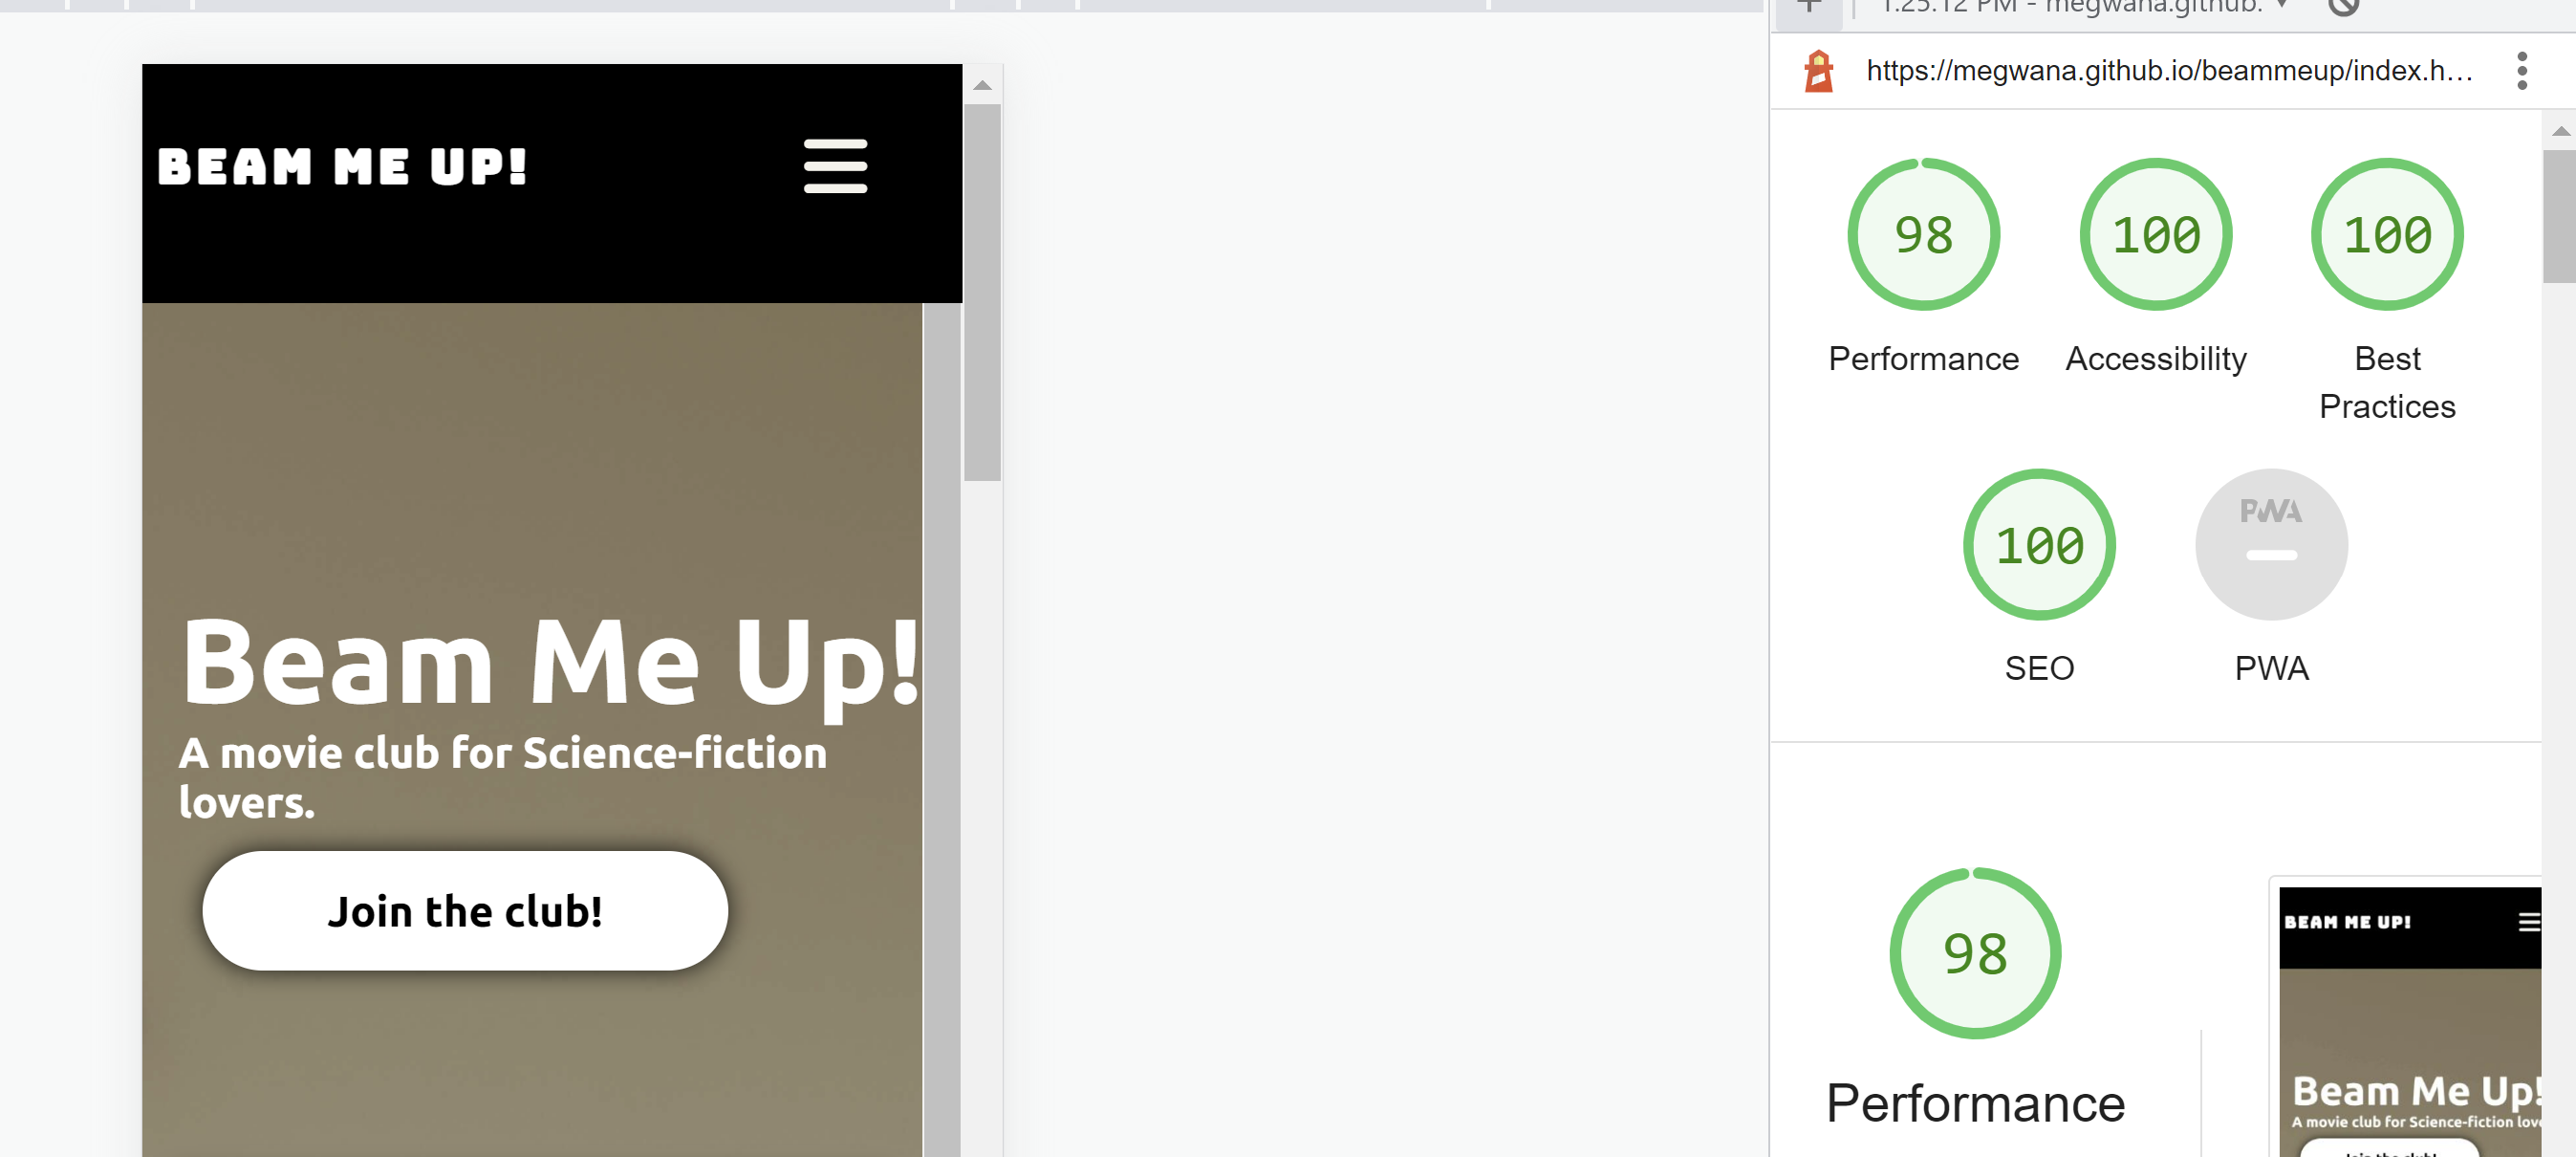 BEAM ME UP!
Beam Me Up!
A movie club for Science-fiction
lovers.
Join the club!
1:25:12 PM - megwana.github.
https://megwana.github.io/beammeup/index.h…
98
Performance
100
Accessibility
100
Best
Practices
100
SEO
PWA
PWA
98
Performance
BEAM ME UP!
Beam Me Up!
A movie club for Science-fiction